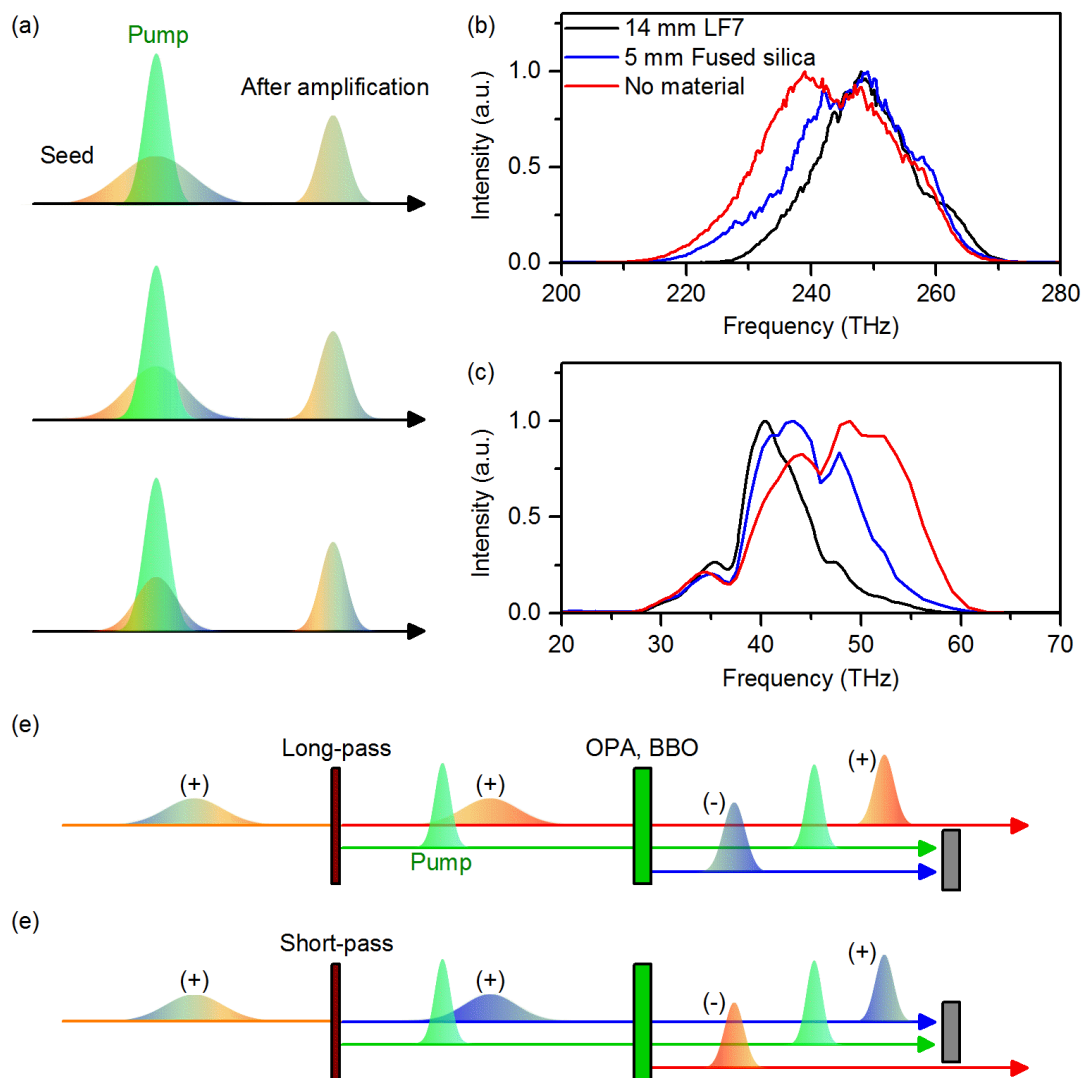 (a)
Pump
After amplification
Seed
(b)
14 mm LF7
5 mm Fused silica
No material
Intensity (a.u.)
1.0
0.5
0.0
200
220
240
260
280
Frequency (THz)
(c)
Intensity (a.u.)
1.0
0.5
0.0
20
30
40
50
60
70
Frequency (THz)
(e)
Long-pass
OPA, BBO
(+)
(+)
(-)
(+)
Pump
(e)
Short-pass
(+)
(+)
(-)
(+)